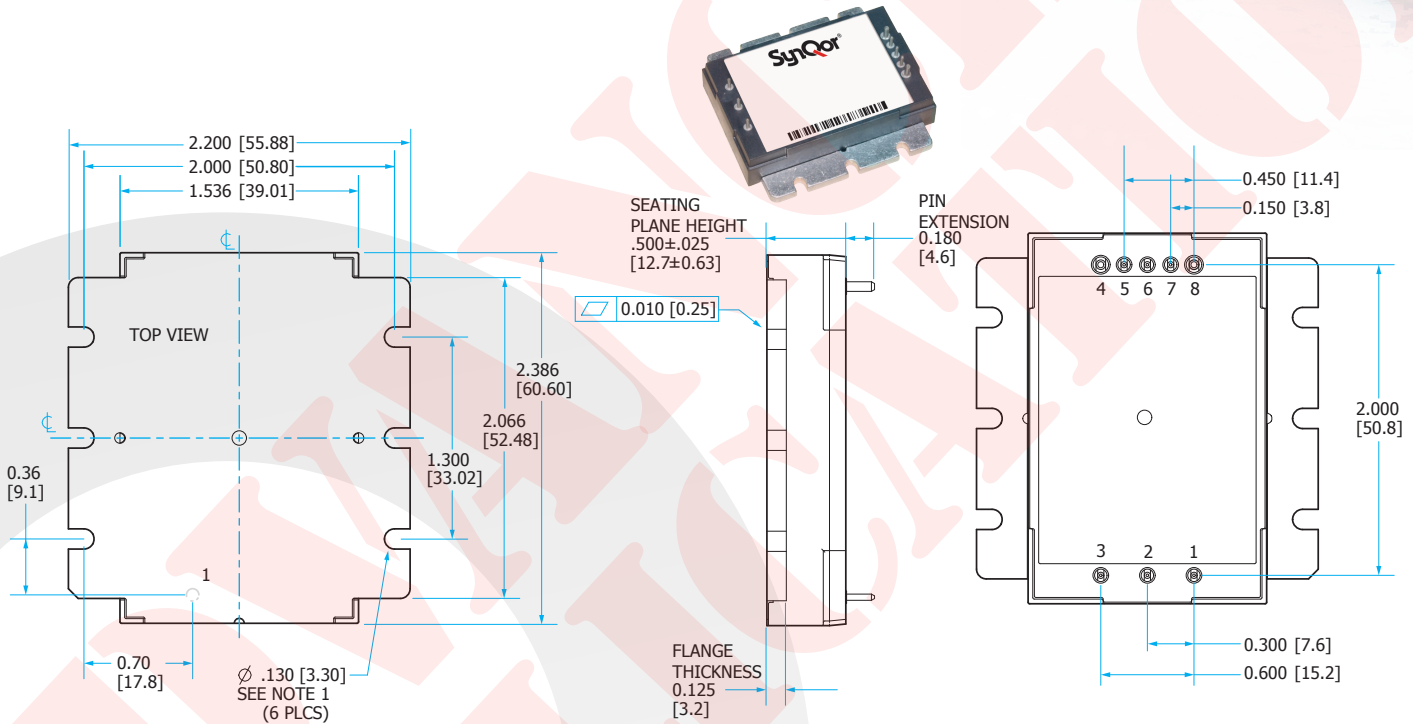 SynQor®
2.200 [55.88]
2.000 [50.80]
1.536 [39.01]
℄
TOP VIEW
℄
2.386
[60.60]
2.066
[52.48]
1.300
[33.02]
0.36
[9.1]
1
0.70
[17.8]
Ø .130 [3.30]
SEE NOTE 1
(6 PLCS)
SEATING
PLANE HEIGHT
.500±.025
[12.7±0.63]
PIN
EXTENSION
0.180
[4.6]
⏥ 0.010 [0.25]
FLANGE
THICKNESS
0.125
[3.2]
0.450 [11.4]
0.150 [3.8]
4 5 6 7 8
2.000
[50.8]
3 2 1
0.300 [7.6]
0.600 [15.2]